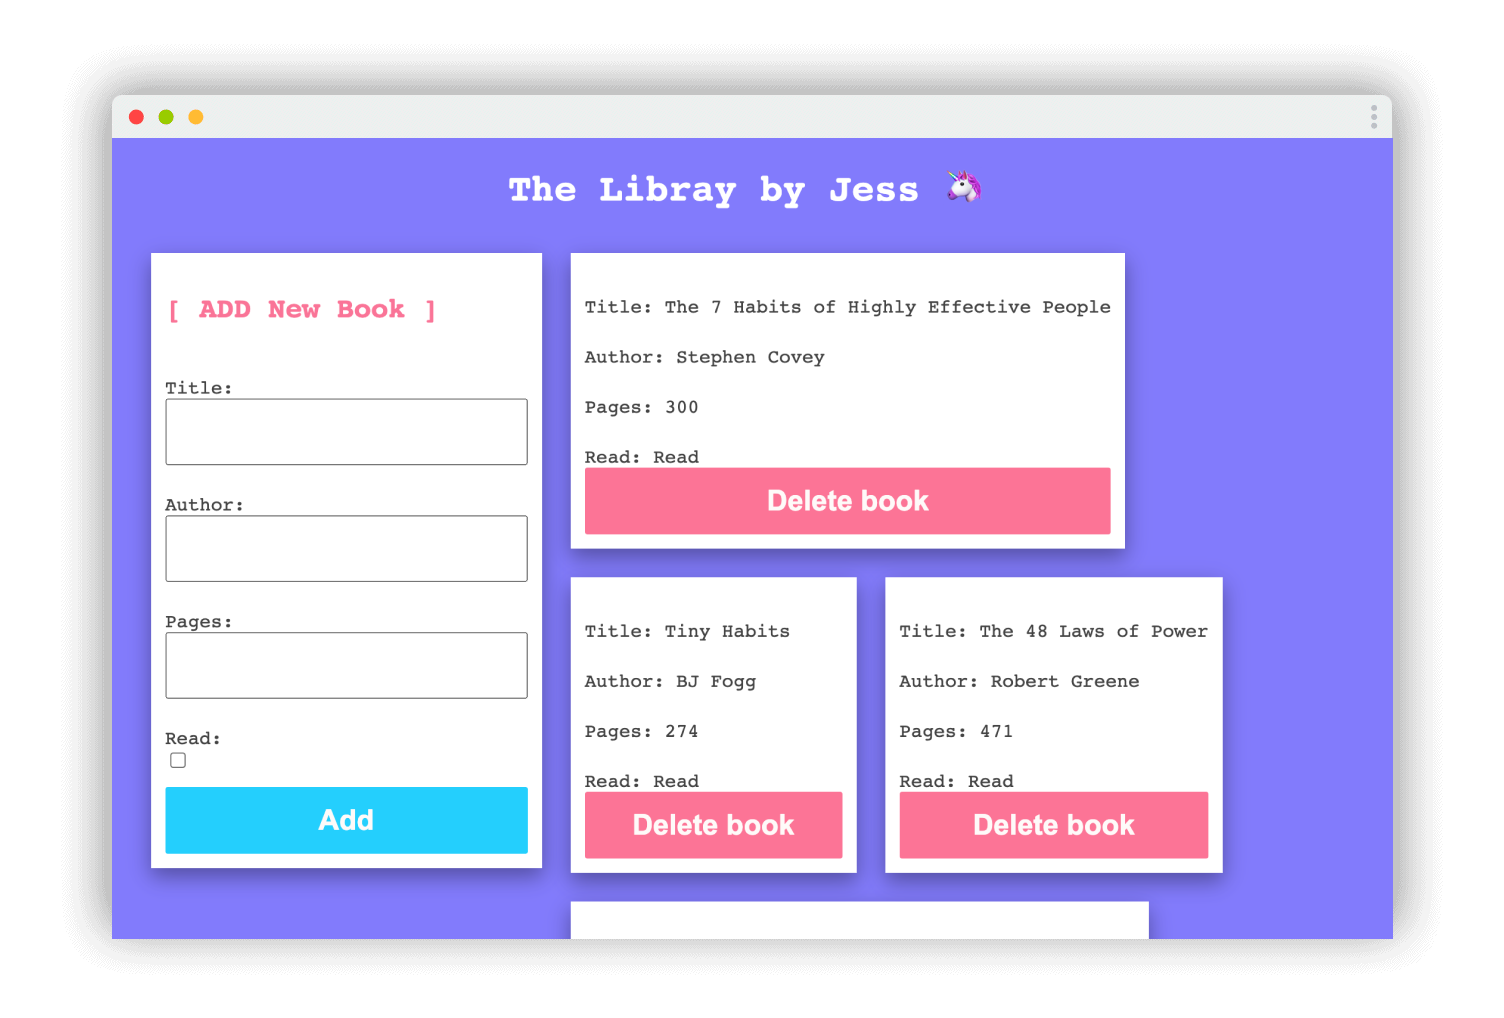 The Libray by Jess 🦄
[ ADD New Book ]
Title:
Author:
Pages:
Read:
Add
Title: The 7 Habits of Highly Effective People
Author: Stephen Covey
Pages: 300
Read: Read
Delete book
Title: Tiny Habits
Author: BJ Fogg
Pages: 274
Read: Read
Delete book
Title: The 48 Laws of Power
Author: Robert Greene
Pages: 471
Read: Read
Delete book